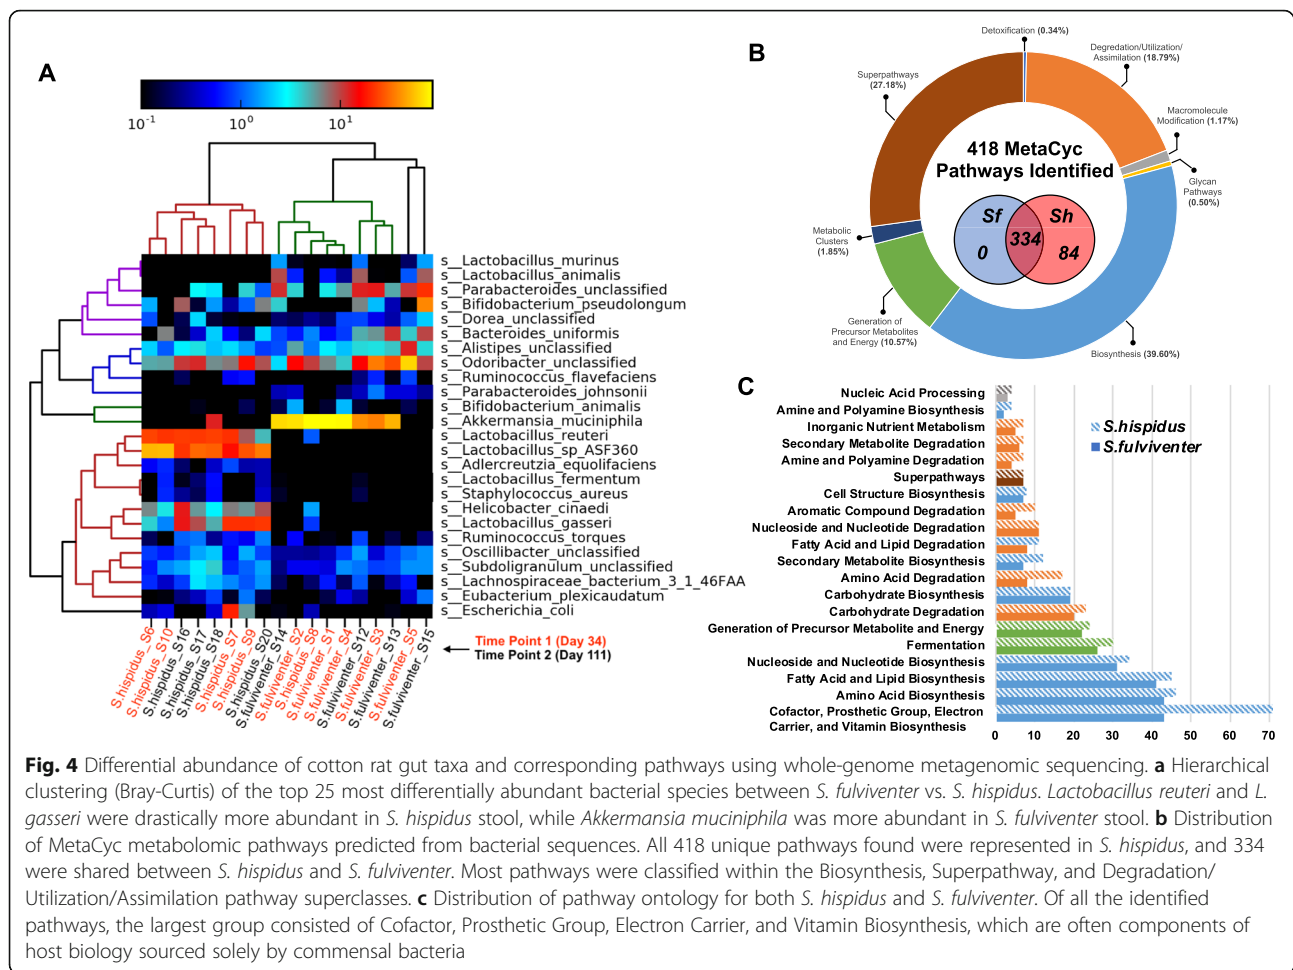 A
10⁻¹ 10⁰ 10¹
s__Lactobacillus_murinus
s__Lactobacillus_animalis
s__Parabacteroides_unclassified
s__Bifidobacterium_pseudolongum
s__Dorea_unclassified
s__Bacteroides_uniformis
s__Alistipes_unclassified
s__Odoribacter_unclassified
s__Ruminococcus_flavefaciens
s__Parabacteroides_johnsonii
s__Bifidobacterium_animalis
s__Akkermansia_muciniphila
s__Lactobacillus_reuteri
s__Lactobacillus_sp_ASF360
s__Adlercreutzia_equolifaciens
s__Lactobacillus_fermentum
s__Staphylococcus_aureus
s__Helicobacter_cinaedi
s__Lactobacillus_gasseri
s__Ruminococcus_torques
s__Oscillibacter_unclassified
s__Subdoligranulum_unclassified
s__Lachnospiraceae_bacterium_3_1_46FAA
s__Eubacterium_plexicaudatum
s__Escherichia_coli
S.hispidus_S6
S.hispidus_S10
S.hispidus_S16
S.hispidus_S17
S.hispidus_S18
S.hispidus_S7
S.hispidus_S9
S.hispidus_S20
S.fulviventer_S14
S.fulviventer_S2
S.hispidus_S8
S.fulviventer_S1
S.fulviventer_S4
S.fulviventer_S12
S.fulviventer_S3
S.fulviventer_S13
S.fulviventer_S5
S.fulviventer_S15
Time Point 1 (Day 34)
Time Point 2 (Day 111)
B
Detoxification (0.34%)
Degredation/Utilization/
Assimilation (18.79%)
Macromolecule
Modification (1.17%)
Glycan
Pathways
(0.50%)
Biosynthesis (39.60%)
Generation of
Precursor Metabolites
and Energy (10.57%)
Metabolic
Clusters
(1.85%)
Superpathways
(27.18%)
418 MetaCyc
Pathways Identified
Sf Sh
0 334 84
C
Nucleic Acid Processing
Amine and Polyamine Biosynthesis
Inorganic Nutrient Metabolism
Secondary Metabolite Degradation
Amine and Polyamine Degradation
Superpathways
Cell Structure Biosynthesis
Aromatic Compound Degradation
Nucleoside and Nucleotide Degradation
Fatty Acid and Lipid Degradation
Secondary Metabolite Biosynthesis
Amino Acid Degradation
Carbohydrate Biosynthesis
Carbohydrate Degradation
Generation of Precursor Metabolite and Energy
Fermentation
Nucleoside and Nucleotide Biosynthesis
Fatty Acid and Lipid Biosynthesis
Amino Acid Biosynthesis
Cofactor, Prosthetic Group, Electron
Carrier, and Vitamin Biosynthesis
S.hispidus
S.fulviventer
0 10 20 30 40 50 60 70
Fig. 4 Differential abundance of cotton rat gut taxa and corresponding pathways using whole-genome metagenomic sequencing. a Hierarchical
clustering (Bray-Curtis) of the top 25 most differentially abundant bacterial species between S. fulviventer vs. S. hispidus. Lactobacillus reuteri and L.
gasseri were drastically more abundant in S. hispidus stool, while Akkermansia muciniphila was more abundant in S. fulviventer stool. b Distribution
of MetaCyc metabolomic pathways predicted from bacterial sequences. All 418 unique pathways found were represented in S. hispidus, and 334
were shared between S. hispidus and S. fulviventer. Most pathways were classified within the Biosynthesis, Superpathway, and Degradation/
Utilization/Assimilation pathway superclasses. c Distribution of pathway ontology for both S. hispidus and S. fulviventer. Of all the identified
pathways, the largest group consisted of Cofactor, Prosthetic Group, Electron Carrier, and Vitamin Biosynthesis, which are often components of
host biology sourced solely by commensal bacteria